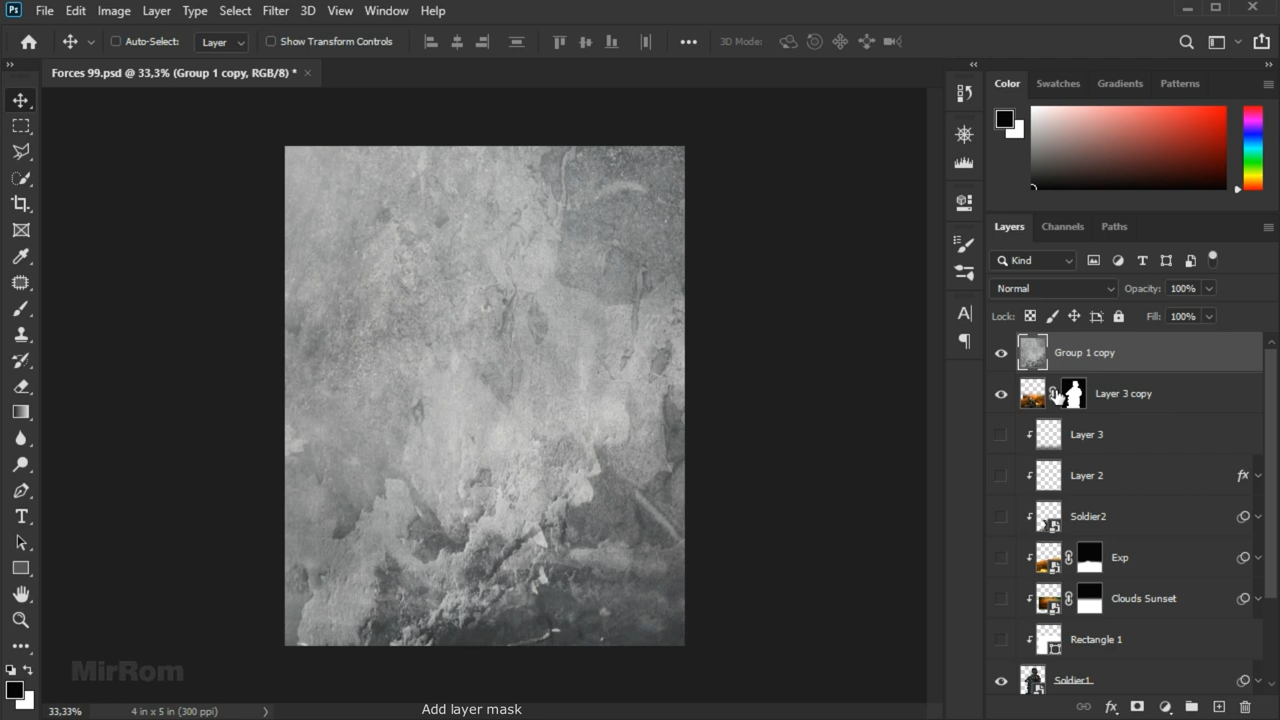 Ps File Edit Image Layer Type Select Filter 3D View Window Help
Auto-Select: Layer Show Transform Controls 3D Mode:
Forces 99.psd @ 33,3% (Group 1 copy, RGB/8) *
Color Swatches Gradients Patterns
Layers Channels Paths
Kind
Normal Opacity: 100%
Lock: Fill: 100%
Group 1 copy
Layer 3 copy
Layer 3
Layer 2 fx
Soldier2
Exp
Clouds Sunset
Rectangle 1
Soldier1
MirRom
33,33% 4 in x 5 in (300 ppi) Add layer mask fx